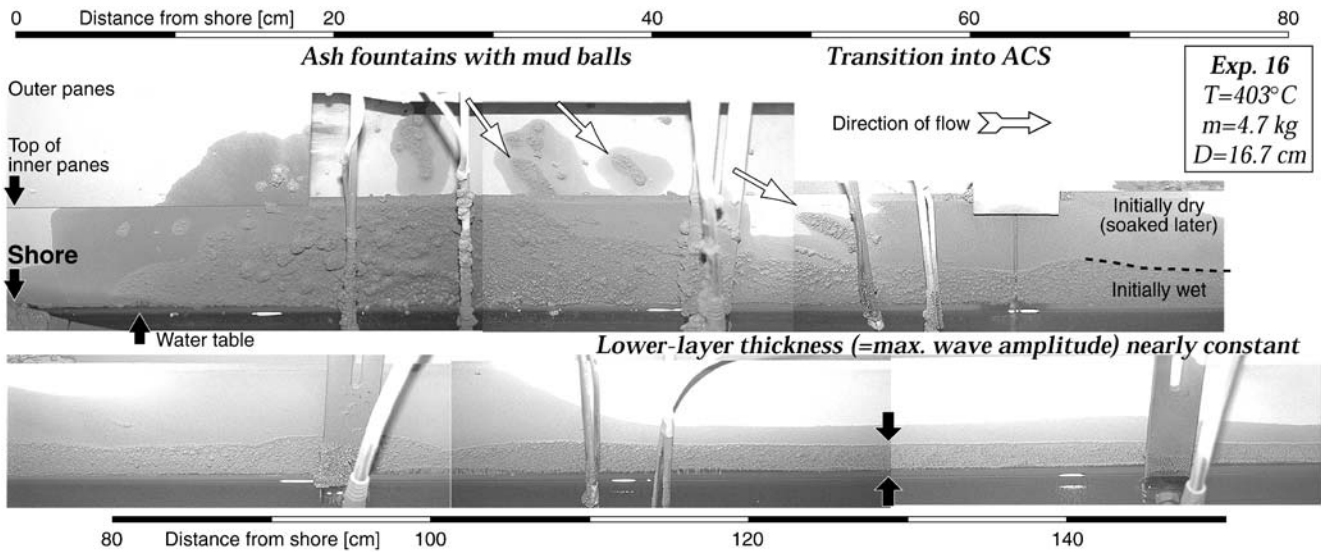 0 Distance from shore [cm] 20 40 60 80
Ash fountains with mud balls
Transition into ACS
Exp. 16
T=403°C
m=4.7 kg
D=16.7 cm
Outer panes
Direction of flow
Top of
inner panes
Initially dry
(soaked later)
Shore
Initially wet
Water table
Lower-layer thickness (=max. wave amplitude) nearly constant
80 Distance from shore [cm] 100 120 140